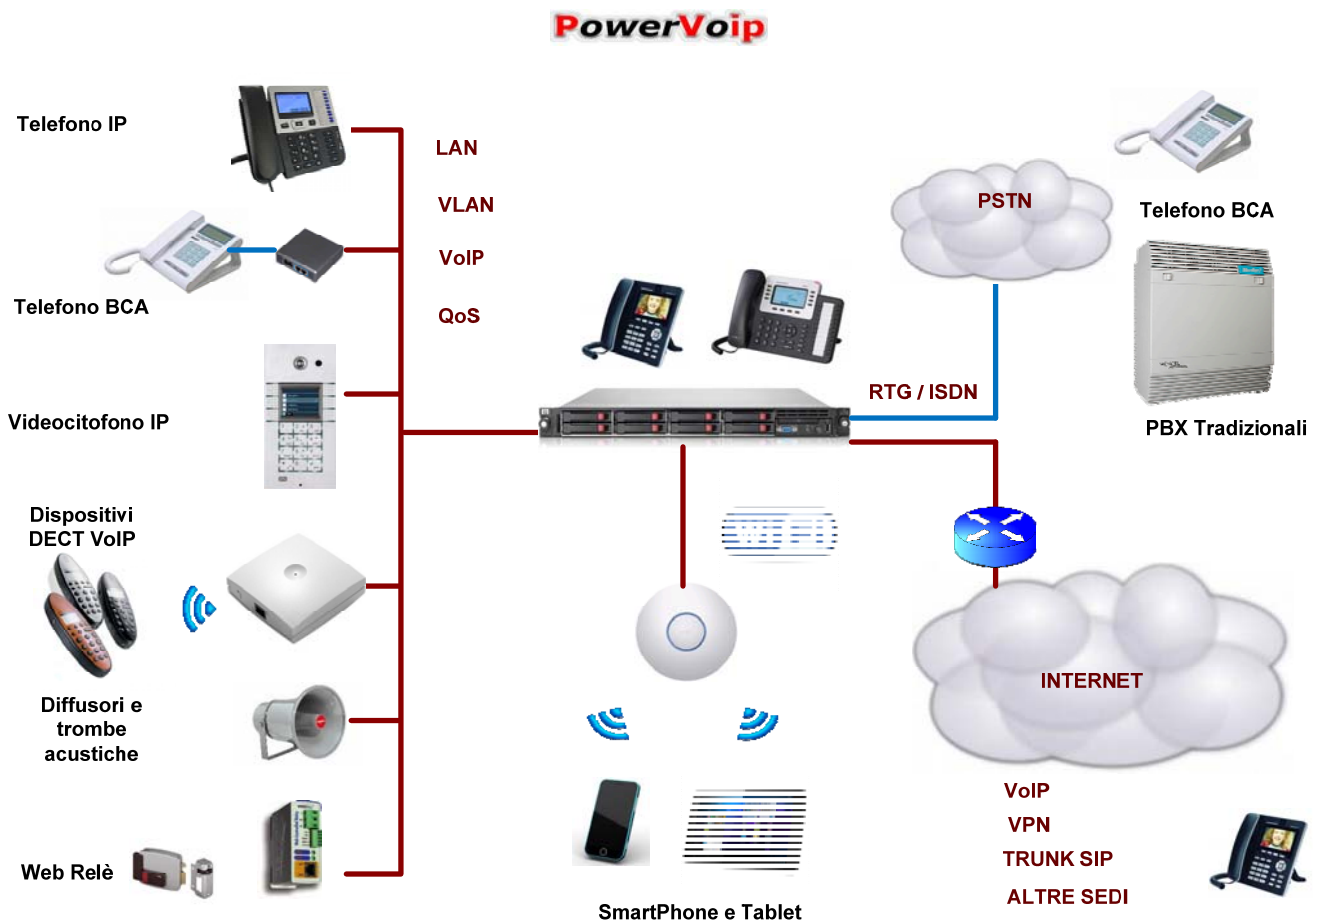 PowerVoip
Telefono IP
LAN
VLAN
VoIP
QoS
Telefono BCA
Videocitofono IP
Dispositivi
DECT VoIP
Diffusori e
trombe
acustiche
Web Relè
PSTN
RTG / ISDN
Telefono BCA
PBX Tradizionali
INTERNET
VoIP
VPN
TRUNK SIP
ALTRE SEDI
SmartPhone e Tablet